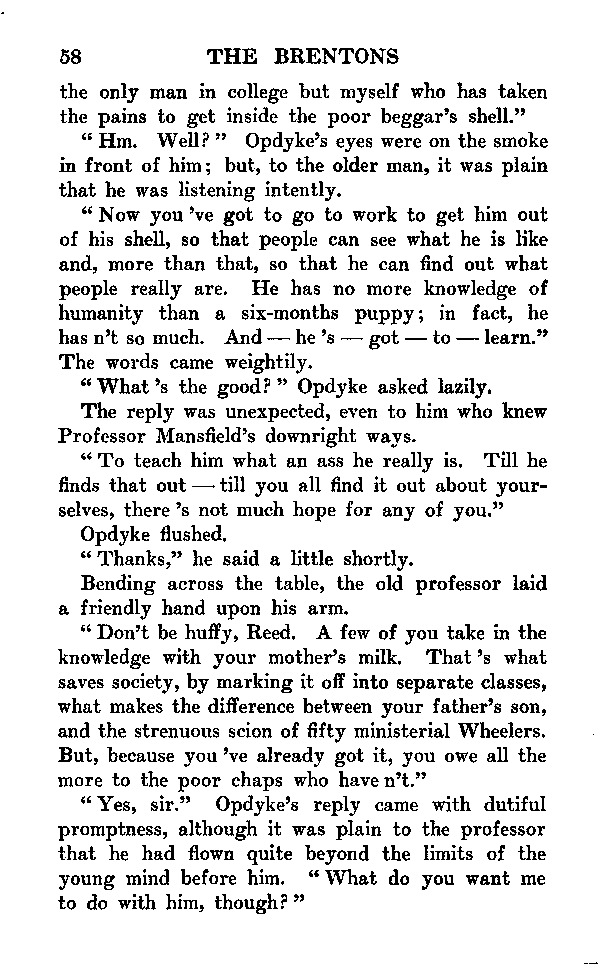 58 THE BRENTONS
the only man in college but myself who has taken
the pains to get inside the poor beggar's shell."
" Hm. Well? " Opdyke's eyes were on the smoke
in front of him; but, to the older man, it was plain
that he was listening intently.
" Now you 've got to go to work to get him out
of his shell, so that people can see what he is like
and, more than that, so that he can find out what
people really are. He has no more knowledge of
humanity than a six-months puppy; in fact, he
has n't so much. And — he 's — got — to — learn."
The words came weightily.
" What 's the good? " Opdyke asked lazily.
The reply was unexpected, even to him who knew
Professor Mansfield's downright ways.
" To teach him what an ass he really is. Till he
finds that out — till you all find it out about your-
selves, there 's not much hope for any of you."
Opdyke flushed.
" Thanks," he said a little shortly.
Bending across the table, the old professor laid
a friendly hand upon his arm.
" Don't be huffy, Reed. A few of you take in the
knowledge with your mother's milk. That 's what
saves society, by marking it off into separate classes,
what makes the difference between your father's son,
and the strenuous scion of fifty ministerial Wheelers.
But, because you 've already got it, you owe all the
more to the poor chaps who have n't."
" Yes, sir." Opdyke's reply came with dutiful
promptness, although it was plain to the professor
that he had flown quite beyond the limits of the
young mind before him. " What do you want me
to do with him, though? "